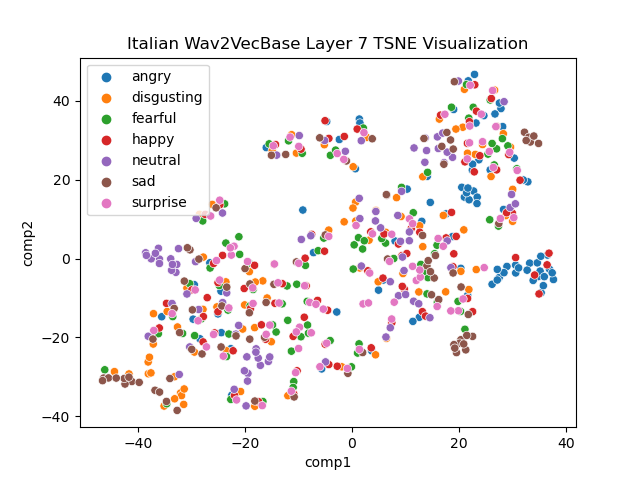 Italian Wav2VecBase Layer 7 TSNE Visualization
angry
disgusting
fearful
happy
neutral
sad
surprise
40
20
0
−20
−40
comp2
−40
−20
0
20
40
comp1